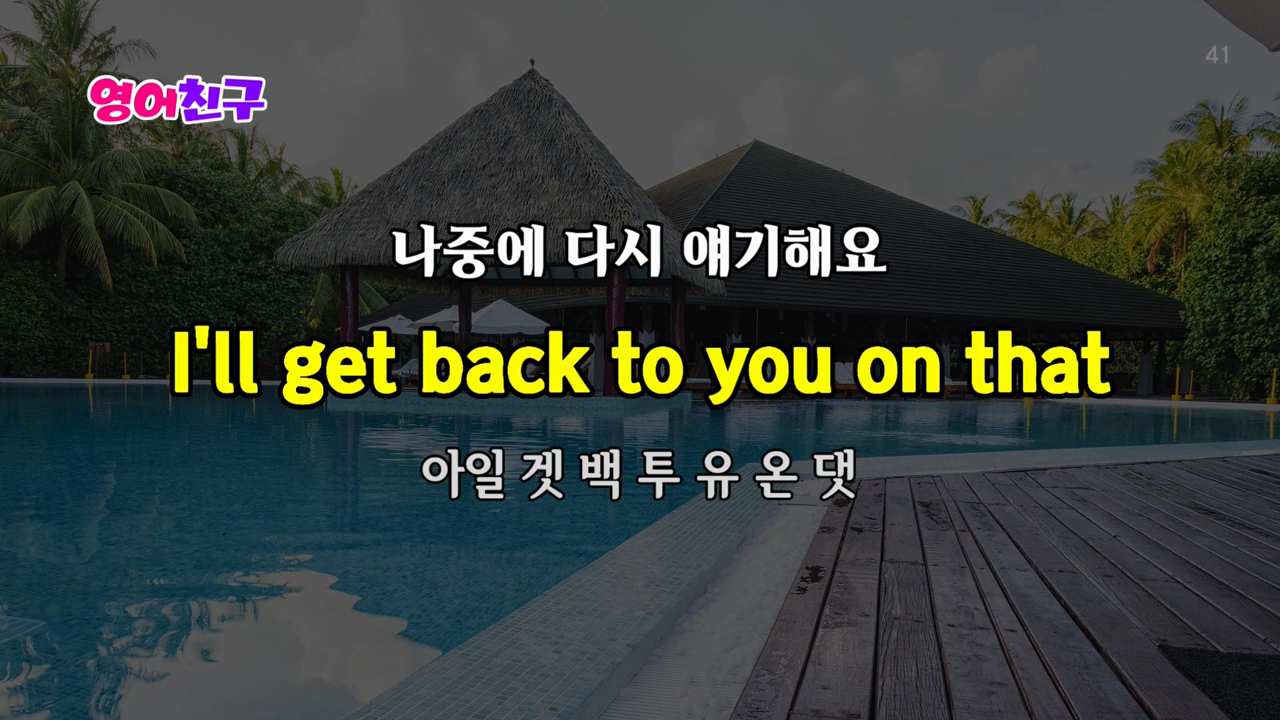 41
영어친구
나중에 다시 얘기해요
I'll get back to you on that
아일 겟 백 투 유 온 댓